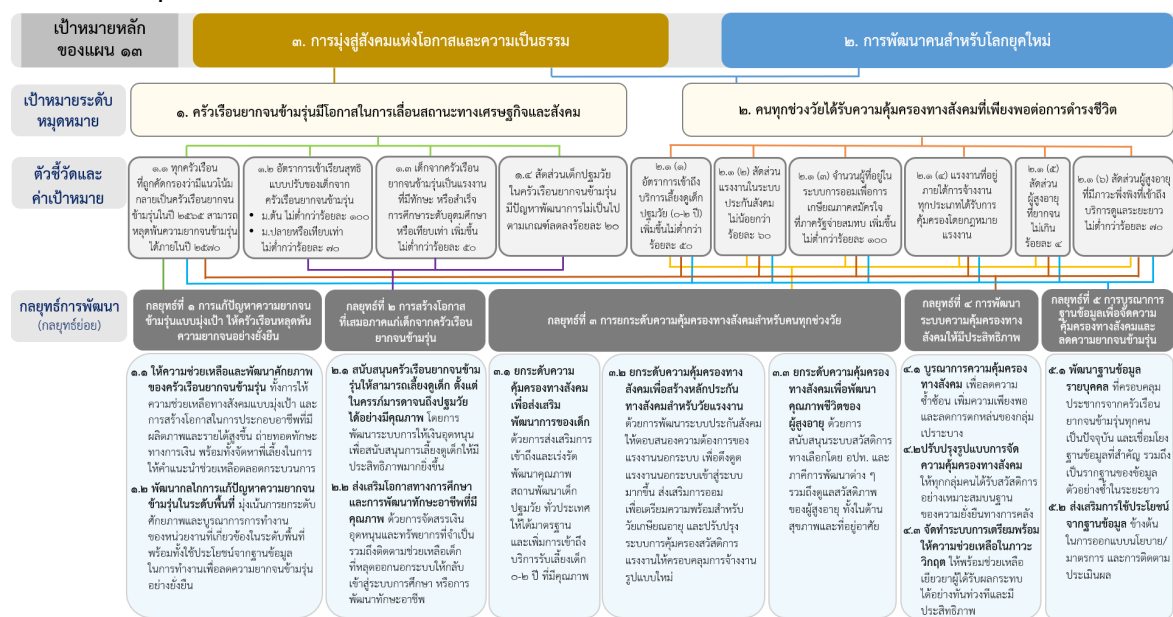 เป้าหมายหลัก
ของแผน ๑๓
๓. การมุ่งสู่สังคมแห่งโอกาสและความเป็นธรรม
๒. การพัฒนาคนสำหรับโลกยุคใหม่
เป้าหมายระดับ
หมุดหมาย
๑. ครัวเรือนยากจนข้ามรุ่นมีโอกาสในการเลื่อนสถานะทางเศรษฐกิจและสังคม
๒. คนทุกช่วงวัยได้รับความคุ้มครองทางสังคมที่เพียงพอต่อการดำรงชีวิต
ตัวชี้วัดและ
ค่าเป้าหมาย
๑.๑ ทุกครัวเรือน
ที่ถูกคัดกรองว่ามีแนวโน้ม
กลายเป็นครัวเรือนยากจน
ข้ามรุ่นในปี ๒๕๖๕ สามารถ
หลุดพ้นความยากจนข้ามรุ่น
ได้ภายในปี ๒๕๗๐
๑.๒ อัตราการเข้าเรียนสุทธิ
แบบปรับของเด็กจาก
ครัวเรือนยากจนข้ามรุ่น
• ม.ต้น ไม่ต่ำกว่าร้อยละ ๑๐๐
• ม.ปลายหรือเทียบเท่า
ไม่ต่ำกว่าร้อยละ ๗๐
๑.๓ เด็กจากครัวเรือน
ยากจนข้ามรุ่นเป็นแรงงาน
ที่มีทักษะ หรือสำเร็จ
การศึกษาระดับอุดมศึกษา
หรือเทียบเท่า เพิ่มขึ้น
ไม่ต่ำกว่าร้อยละ ๕๐
๑.๔ สัดส่วนเด็กปฐมวัย
ในครัวเรือนยากจนข้ามรุ่น
มีปัญหาพัฒนาการไม่เป็นไป
ตามเกณฑ์ลดลงร้อยละ ๒๐
๒.๑ (๑)
อัตราการเข้าถึง
บริการเลี้ยงดูเด็ก
ปฐมวัย (๐-๒ ปี)
เพิ่มขึ้นไม่ต่ำกว่า
ร้อยละ ๕๐
๒.๑ (๒) สัดส่วน
แรงงานในระบบ
ประกันสังคม
ไม่น้อยกว่า
ร้อยละ ๖๐
๒.๑ (๓) จำนวนผู้ที่อยู่ใน
ระบบการออมเพื่อการ
เกษียณภาคสมัครใจ
ที่ภาครัฐจ่ายสมทบ เพิ่มขึ้น
ไม่ต่ำกว่าร้อยละ ๑๐๐
๒.๑ (๔) แรงงานที่อยู่
ภายใต้การจ้างงาน
ทุกประเภทได้รับการ
คุ้มครองโดยกฎหมาย
แรงงาน
๒.๑ (๕)
สัดส่วน
ผู้สูงอายุ
ที่ยากจนไม่
เกิน
ร้อยละ ๔
๒.๑ (๖) สัดส่วนผู้สูงอายุ
ที่มีภาวะพึ่งพิงที่เข้าถึง
บริการดูแลระยะยาว
ไม่ต่ำกว่าร้อยละ ๗๐
กลยุทธ์การพัฒนา
(กลยุทธ์ย่อย)
กลยุทธ์ที่ ๑ การแก้ปัญหาความยากจน
ข้ามรุ่นแบบมุ่งเป้า ให้ครัวเรือนหลุดพ้น
ความยากจนอย่างยั่งยืน
กลยุทธ์ที่ ๒ การสร้างโอกาส
ที่เสมอภาคแก่เด็กจากครัวเรือน
ยากจนข้ามรุ่น
กลยุทธ์ที่ ๓ การยกระดับความคุ้มครองทางสังคมสำหรับคนทุกช่วงวัย
กลยุทธ์ที่ ๔ การพัฒนา
ระบบความคุ้มครองทาง
สังคมให้มีประสิทธิภาพ
กลยุทธ์ที่ ๕ การบูรณาการ
ฐานข้อมูลเพื่อจัดความ
คุ้มครองทางสังคมและ
ลดความยากจนข้ามรุ่น
๑.๑ ให้ความช่วยเหลือและพัฒนาศักยภาพ
ของครัวเรือนยากจนข้ามรุ่น ทั้งการให้
ความช่วยเหลือทางสังคมแบบมุ่งเป้า และ
การสร้างโอกาสในการประกอบอาชีพที่มี
ผลิตภาพและรายได้สูงขึ้น ถ่ายทอดทักษะ
ทางการเงิน พร้อมทั้งจัดหาพี่เลี้ยงในการ
ให้คำแนะนำช่วยเหลือตลอดกระบวนการ
๑.๒ พัฒนากลไกการแก้ปัญหาความยากจน
ข้ามรุ่นในระดับพื้นที่ มุ่งเน้นการยกระดับ
ศักยภาพและบูรณาการการทำงาน
ของหน่วยงานที่เกี่ยวข้องในระดับพื้นที่
พร้อมทั้งใช้ประโยชน์จากฐานข้อมูล
ในการทำงานเพื่อลดความยากจนข้ามรุ่น
อย่างยั่งยืน
๒.๑ สนับสนุนครัวเรือนยากจนข้าม
รุ่นให้สามารถเลี้ยงดูเด็ก ตั้งแต่
ในครรภ์มารดาจนถึงปฐมวัย
ได้อย่างมีคุณภาพ โดยการ
พัฒนาระบบการให้เงินอุดหนุน
เพื่อสนับสนุนการเลี้ยงดูเด็กให้มี
ประสิทธิภาพมากยิ่งขึ้น
๒.๒ ส่งเสริมโอกาสทางการศึกษา
และการพัฒนาทักษะอาชีพที่มี
คุณภาพ ด้วยการจัดสรรเงิน
อุดหนุนและทรัพยากรที่จำเป็น
รวมถึงติดตามช่วยเหลือเด็ก
ที่หลุดออกนอกระบบให้กลับ
เข้าสู่ระบบการศึกษา หรือการ
พัฒนาทักษะอาชีพ
๓.๑ ยกระดับความ
คุ้มครองทางสังคม
เพื่อส่งเสริม
พัฒนาการของเด็ก
ด้วยการส่งเสริมการ
เข้าถึงและเร่งรัด
พัฒนาคุณภาพ
สถานพัฒนาเด็ก
ปฐมวัย ทั่วประเทศ
ให้ได้มาตรฐาน
และเพิ่มการเข้าถึง
บริการรับเลี้ยงเด็ก
๐-๒ ปี ที่มีคุณภาพ
๓.๒ ยกระดับความคุ้มครองทาง
สังคมเพื่อสร้างหลักประกัน
ทางสังคมสำหรับวัยแรงงาน
ด้วยการพัฒนาระบบประกันสังคม
ให้ตอบสนองความต้องการของ
แรงงานนอกระบบ เพื่อดึงดูด
แรงงานนอกระบบเข้าสู่ระบบ
มากขึ้น ส่งเสริมการออม
เพื่อเตรียมความพร้อมสำหรับ
วัยเกษียณอายุ และปรับปรุง
ระบบการคุ้มครองสวัสดิการ
แรงงานให้ครอบคลุมการจ้างงาน
รูปแบบใหม่
๓.๓ ยกระดับความคุ้มครอง
ทางสังคมเพื่อพัฒนา
คุณภาพชีวิตของ
ผู้สูงอายุ ด้วยการ
สนับสนุนระบบสวัสดิการ
ทางเลือกโดย อปท. และ
ภาคีการพัฒนาต่าง ๆ
รวมถึงดูแลสวัสดิภาพ
ของผู้สูงอายุ ทั้งในด้าน
สุขภาพและที่อยู่อาศัย
๔.๑ บูรณาการความคุ้มครอง
ทางสังคม เพื่อลดความ
ซ้ำซ้อน เพิ่มความเพียงพอ
และลดการตกหล่นของกลุ่ม
เปราะบาง
๔.๒ปรับปรุงรูปแบบการจัด
ความคุ้มครองทางสังคม
ให้ทุกกลุ่มคนได้รับสวัสดิการ
อย่างเหมาะสมบนฐาน
ของความยั่งยืนทางการคลัง
๔.๓ จัดทำระบบการเตรียมพร้อม
ให้ความช่วยเหลือในภาวะ
วิกฤต ให้พร้อมช่วยเหลือ
เยียวยาผู้ได้รับผลกระทบ
ได้อย่างทันท่วงทีและมี
ประสิทธิภาพ
๕.๑ พัฒนาฐานข้อมูล
รายบุคคล ที่ครอบคลุม
ประชากรจากครัวเรือน
ยากจนข้ามรุ่นทุกคน
เป็นปัจจุบัน และเชื่อมโยง
ฐานข้อมูลที่สำคัญ รวมถึง
เป็นรากฐานของข้อมูล
ตัวอย่างซ้ำในระยะยาว
๕.๒ ส่งเสริมการใช้ประโยชน์
จากฐานข้อมูล ข้างต้น
ในการออกแบบนโยบาย/
มาตรการ และการติดตาม
ประเมินผล